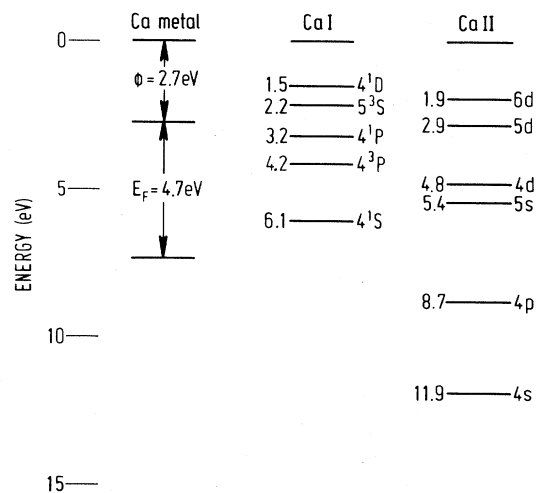 Ca metal
Ca I
Ca II
0
ϕ = 2.7eV
1.5 4¹D
2.2 5³S
1.9 6d
2.9 5d
3.2 4¹P
4.2 4³P
5
E_F = 4.7eV
4.8 4d
5.4 5s
6.1 4¹S
ENERGY (eV)
8.7 4p
10
11.9 4s
15